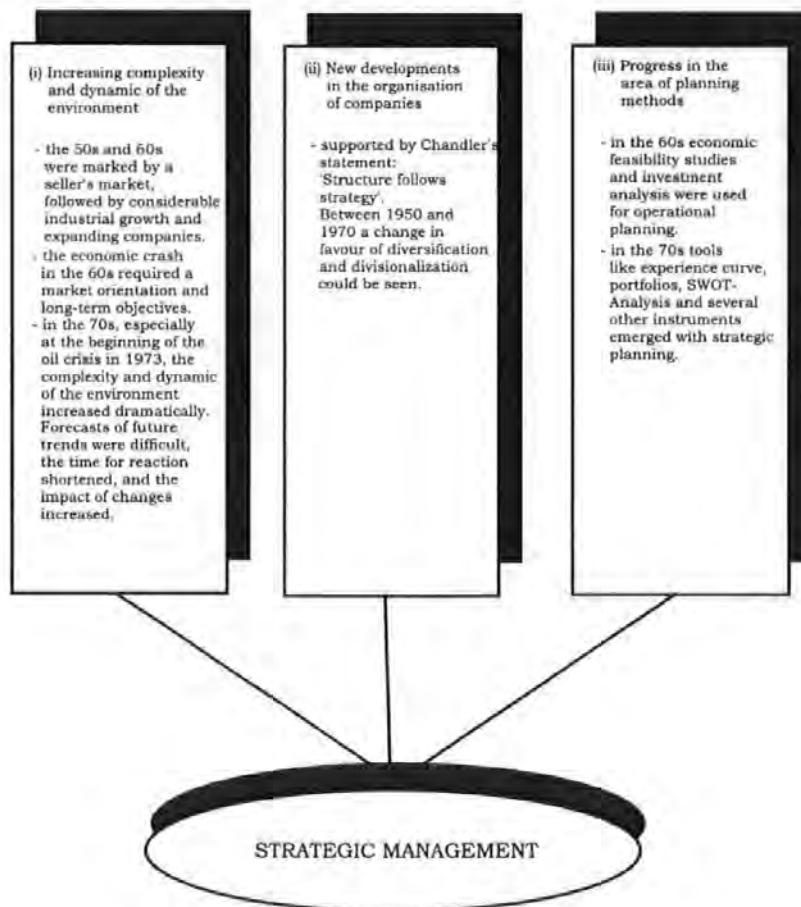 (i) Increasing complexity
and dynamic of the
environment
- the 50s and 60s
were marked by a
seller's market,
followed by considerable
industrial growth and
expanding companies.
- the economic crash
in the 60s required a
market orientation and
long-term objectives.
- in the 70s, especially
at the beginning of the
oil crisis in 1973, the
complexity and dynamic
of the environment
increased dramatically.
Forecasts of future
trends were difficult,
the time for reaction
shortened, and the
impact of changes
increased.
(ii) New developments
in the organisation
of companies
- supported by Chandler's
statement:
'Structure follows
strategy'.
Between 1950 and
1970 a change in
favour of diversification
and divisionalization
could be seen.
(iii) Progress in the
area of planning
methods
- in the 60s economic
feasibility studies
and investment
analysis were used
for operational
planning.
- in the 70s tools
like experience curve,
portfolios, SWOT-
Analysis and several
other instruments
emerged with strategic
planning.
STRATEGIC MANAGEMENT